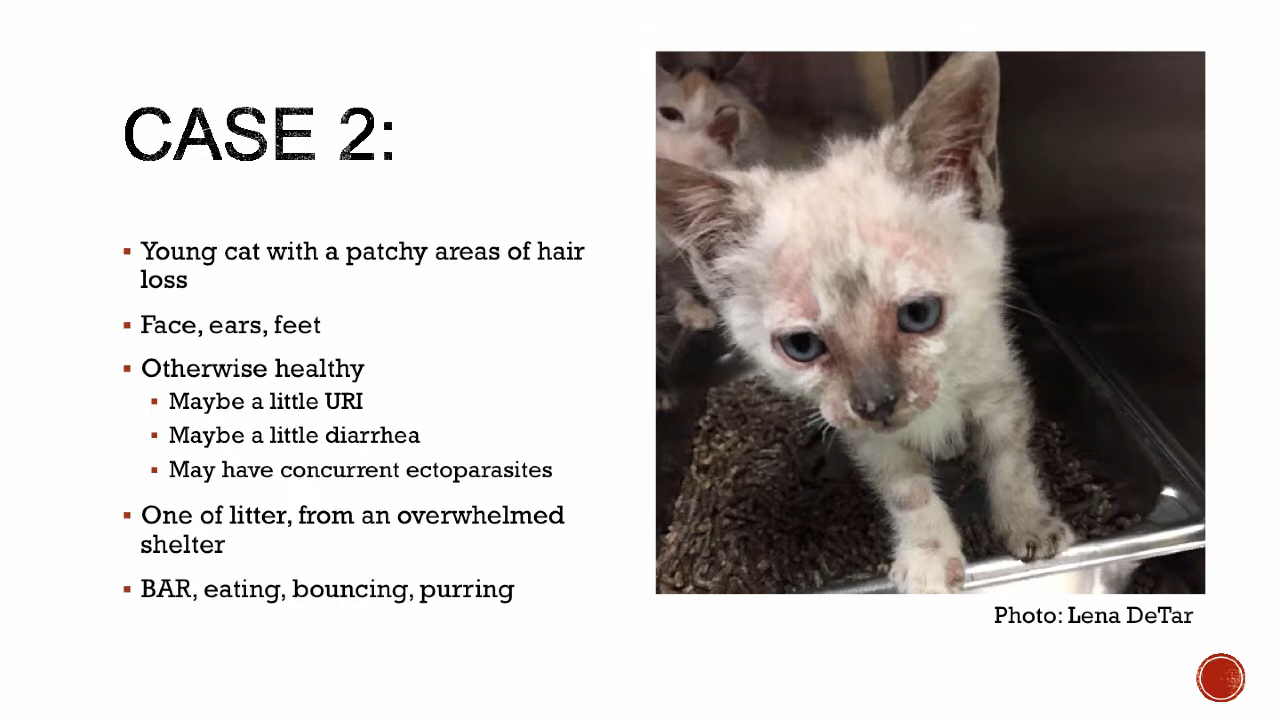 CASE 2:
▪ Young cat with a patchy areas of hair
loss
▪ Face, ears, feet
▪ Otherwise healthy
▪ Maybe a little URI
▪ Maybe a little diarrhea
▪ May have concurrent ectoparasites
▪ One of litter, from an overwhelmed
shelter
▪ BAR, eating, bouncing, purring
Photo: Lena DeTar